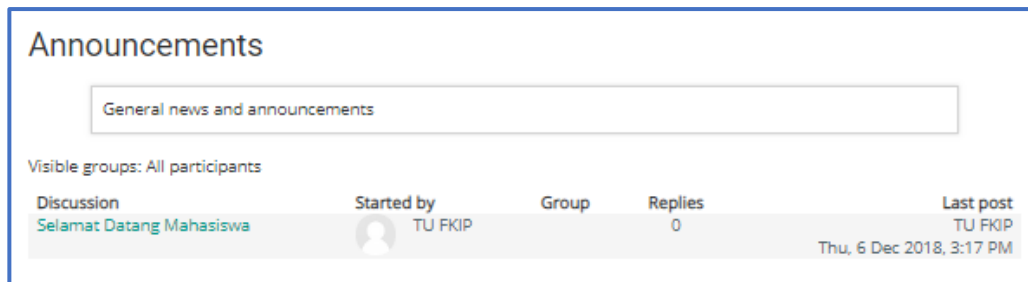 Announcements
General news and announcements
Visible groups: All participants
Discussion Started by Group Replies Last post
Selamat Datang Mahasiswa TU FKIP 0 TU FKIP
Thu, 6 Dec 2018, 3:17 PM